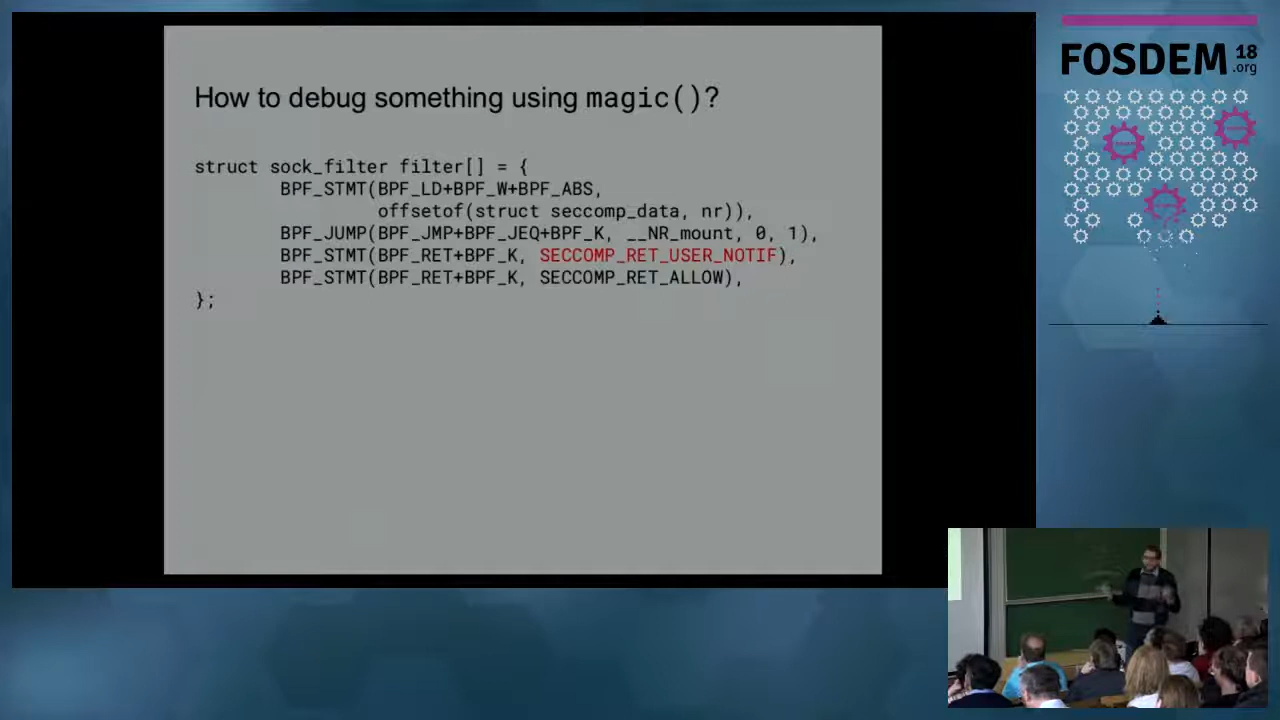 How to debug something using magic()?
struct sock_filter filter[] = {
BPF_STMT(BPF_LD+BPF_W+BPF_ABS,
offsetof(struct seccomp_data, nr)),
BPF_JUMP(BPF_JMP+BPF_JEQ+BPF_K, __NR_mount, 0, 1),
BPF_STMT(BPF_RET+BPF_K, SECCOMP_RET_USER_NOTIF),
BPF_STMT(BPF_RET+BPF_K, SECCOMP_RET_ALLOW),
};
FOSDEM 18
.org